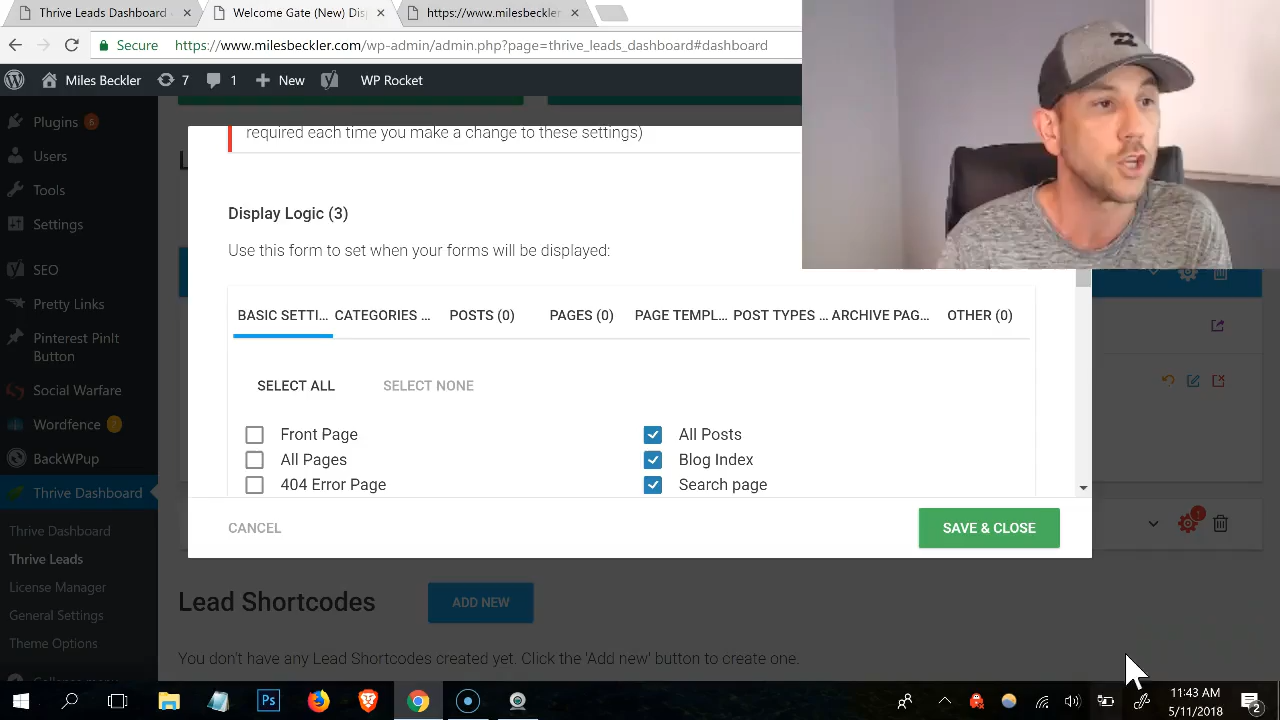 Thrive Dashboard
Welcome Gate (New) Disp
https://www.milesbeckler
Secure
https://www.milesbeckler.com/wp-admin/admin.php?page=thrive_leads_dashboard#dashboard
Miles Beckler 7 1 New WP Rocket
Plugins 6
Users
Tools
Settings
SEO
Pretty Links
Pinterest PinIt
Button
Social Warfare
Wordfence 7
BackWPup
Thrive Dashboard
Thrive Dashboard
Thrive Leads
License Manager
General Settings
Theme Options
required each time you make a change to these settings)
Display Logic (3)
Use this form to set when your forms will be displayed:
BASIC SETTI... CATEGORIES ... POSTS (0) PAGES (0) PAGE TEMPL... POST TYPES ... ARCHIVE PAG... OTHER (0)
SELECT ALL SELECT NONE
Front Page
All Pages
404 Error Page
All Posts
Blog Index
Search page
CANCEL SAVE & CLOSE
Lead Shortcodes ADD NEW
You don't have any Lead Shortcodes created yet. Click the 'Add new' button to create one.
Ps
11:43 AM
5/11/2018
2